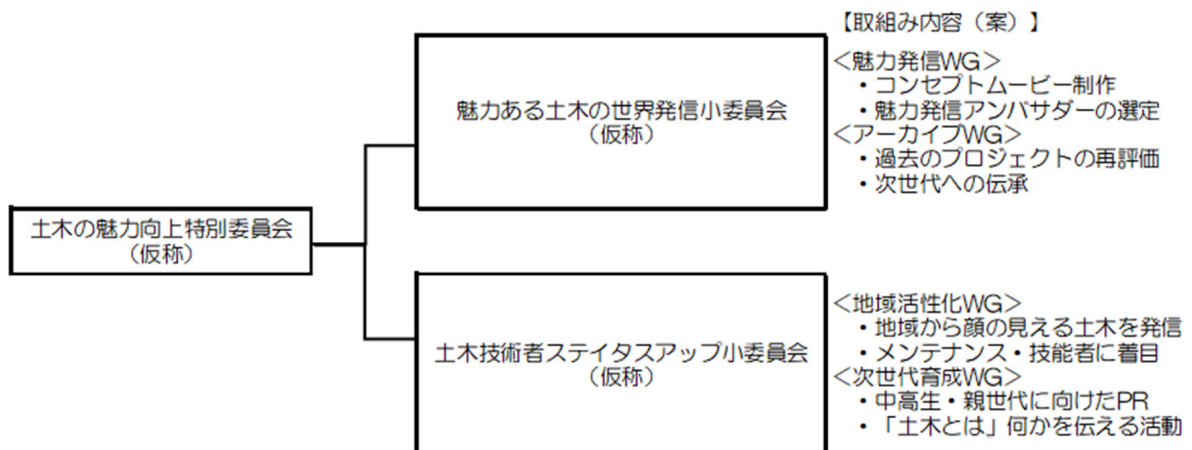 【取組み内容（案）】
魅力ある土木の世界発信小委員会
（仮称）
＜魅力発信WG＞
・コンセプトムービー制作
・魅力発信アンバサダーの選定
＜アーカイブWG＞
・過去のプロジェクトの再評価
・次世代への伝承
土木の魅力向上特別委員会
（仮称）
土木技術者ステイタスアップ小委員会
（仮称）
＜地域活性化WG＞
・地域から顔の見える土木を発信
・メンテナンス・技能者に着目
＜次世代育成WG＞
・中高生・親世代に向けたPR
・「土木とは」何かを伝える活動